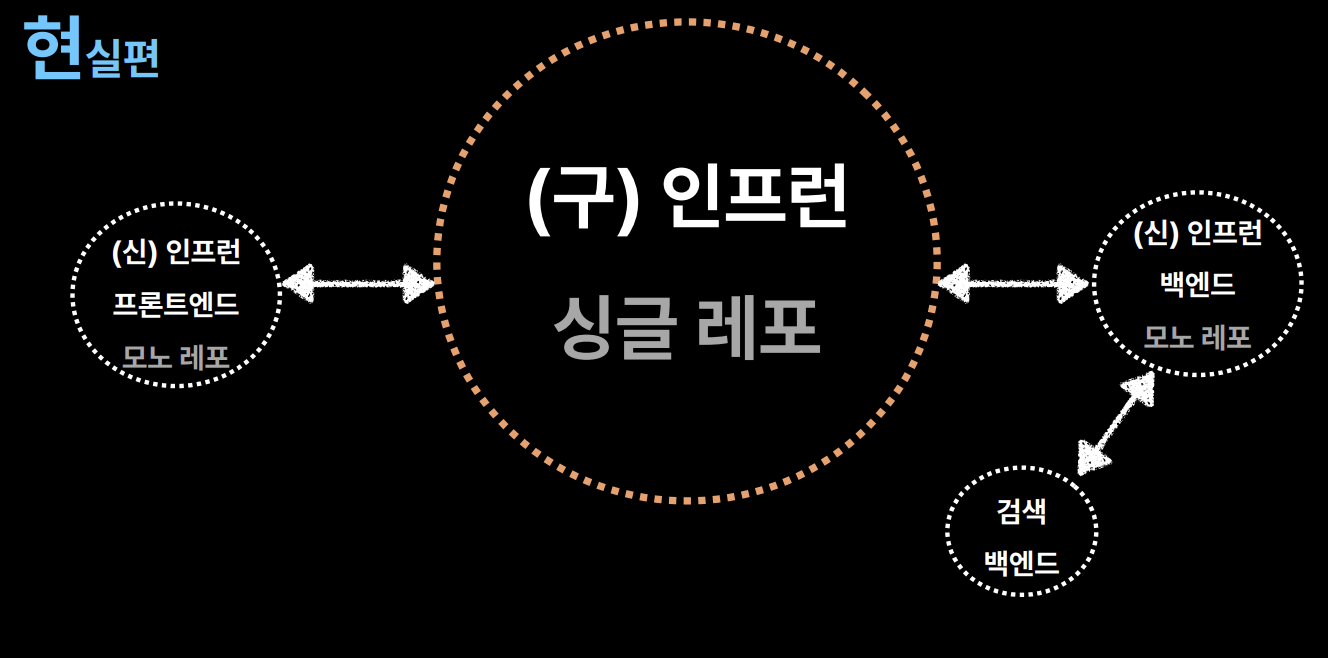 현실편
(구) 인프런
싱글 레포
(신) 인프런
프론트엔드
모노 레포
(신) 인프런
백엔드
모노 레포
검색
백엔드